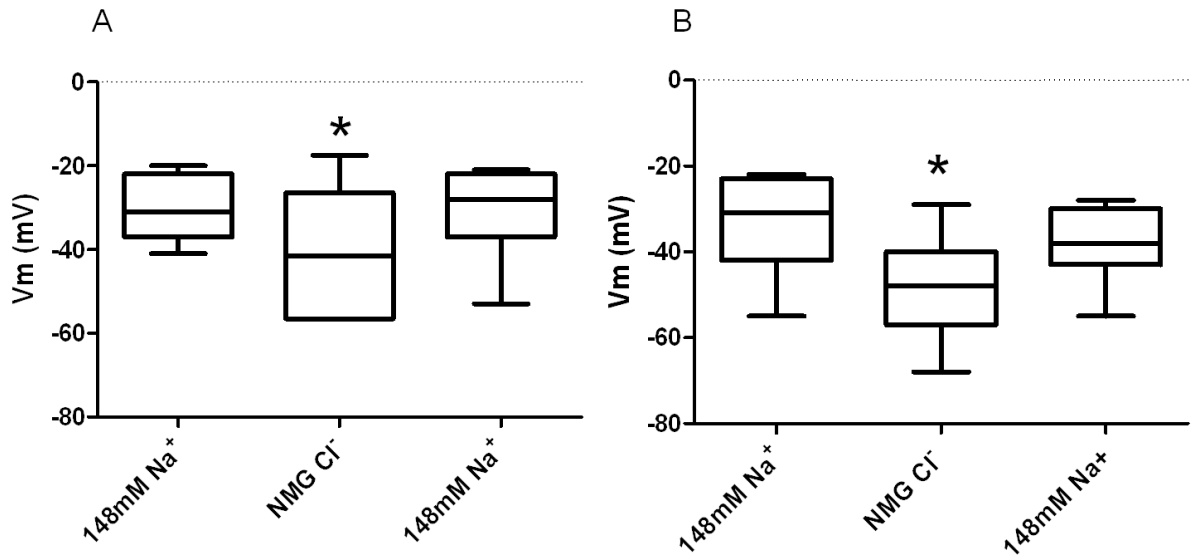 A
Vm (mV)
0
-20
-40
-60
-80
*
148mM Na⁺
NMG Cl⁻
148mM Na⁺
B
Vm (mV)
0
-20
-40
-60
-80
*
148mM Na⁺
NMG Cl⁻
148mM Na+